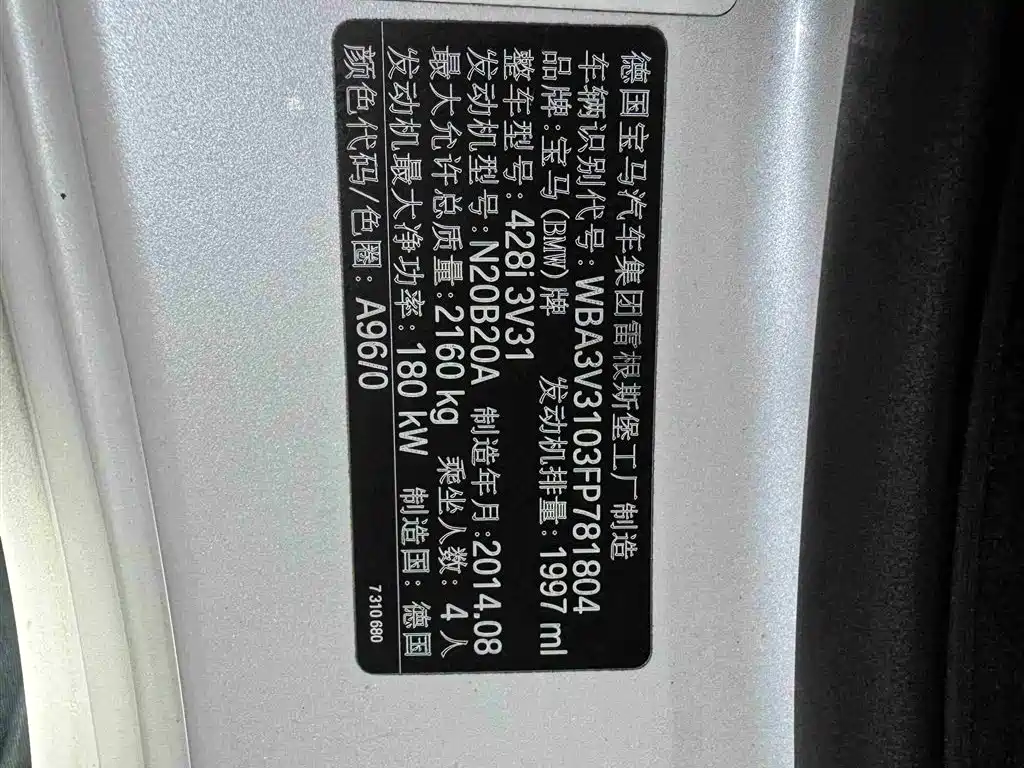 德国宝马汽车集团雷根斯堡工厂制造
车辆识别代号:WBA3V3103FP781804
品牌:宝马(BMW)牌 发动机排量:1997 ml
整车型号:428i 3V31
发动机型号:N20B20A 制造年月:2014.08
最大允许总质量:2160 kg 乘坐人数:4 人
发动机最大净功率:180 kW 制造国:德国
颜色代码/色圈:A96/0 7310680